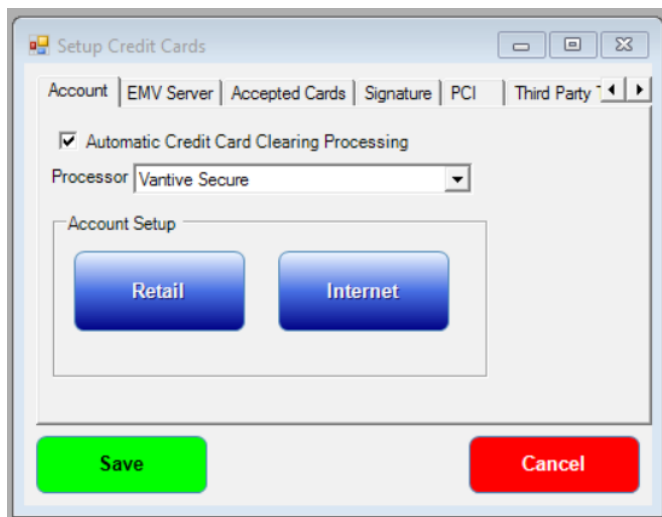 Setup Credit Cards
Account EMV Server Accepted Cards Signature PCI Third Party
Automatic Credit Card Clearing Processing
Processor Vantive Secure
Account Setup
Retail Internet
Save Cancel